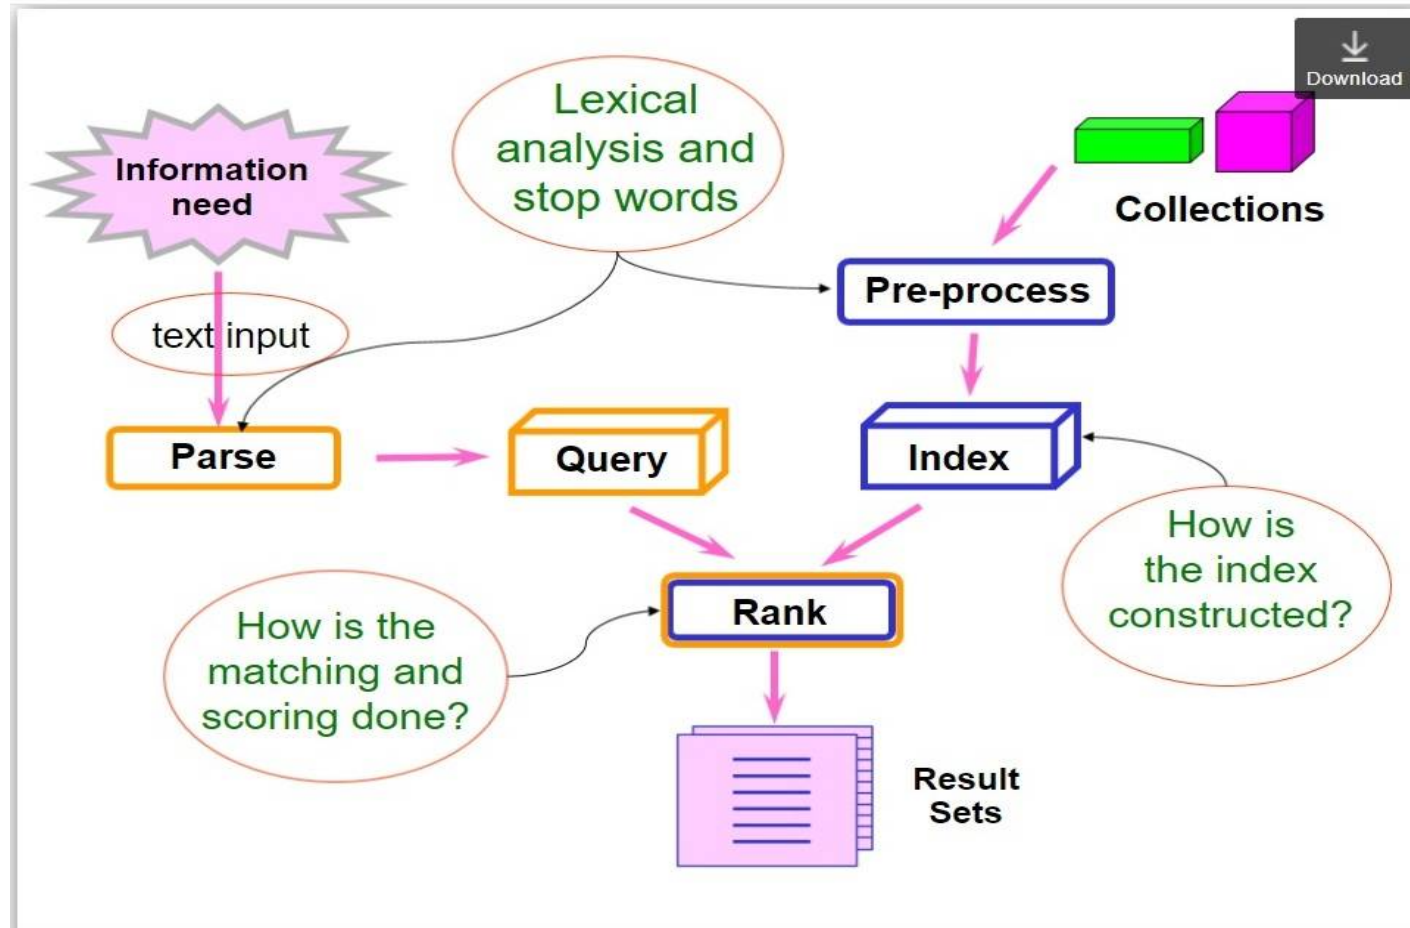 Download
Lexical
analysis and
stop words
Information
need
Collections
Pre-process
text input
Parse
Query
Index
How is
the index
constructed?
Rank
How is the
matching and
scoring done?
Result
Sets